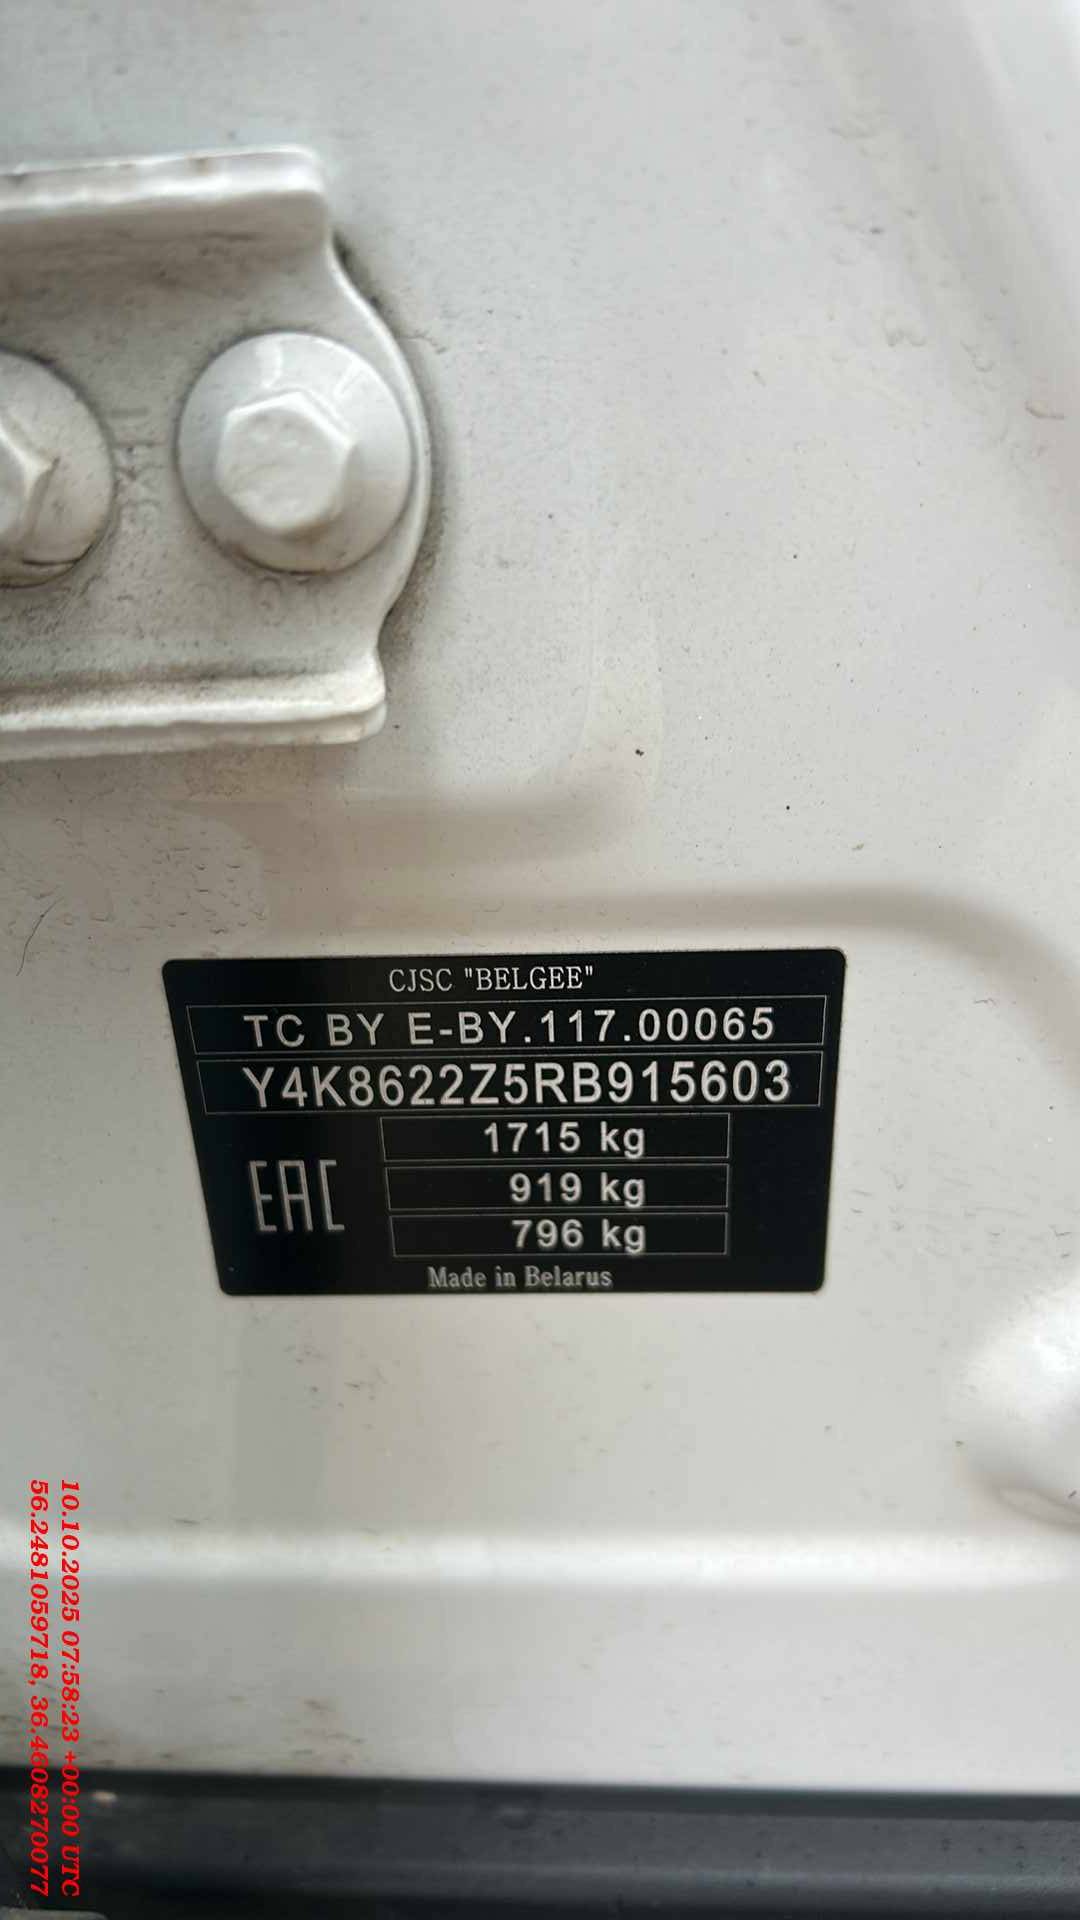 CJSC "BELGEE"
TC BY E-BY.117.00065
Y4K8622Z5RB915603
1715 kg
919 kg
796 kg
EAC
Made in Belarus
10.10.2025 07:58:23 +00:00 UTC
56.2481059718, 36.4608270077